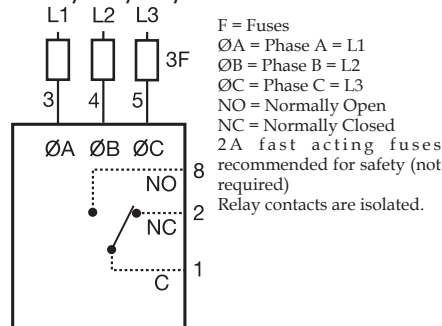 L1 L2 L3
3F
3 4 5
ØA ØB ØC
8
NO
2
NC
1
C
F = Fuses
ØA = Phase A = L1
ØB = Phase B = L2
ØC = Phase C = L3
NO = Normally Open
NC = Normally Closed
2A fast acting fuses
recommended for safety (not
required)
Relay contacts are isolated.